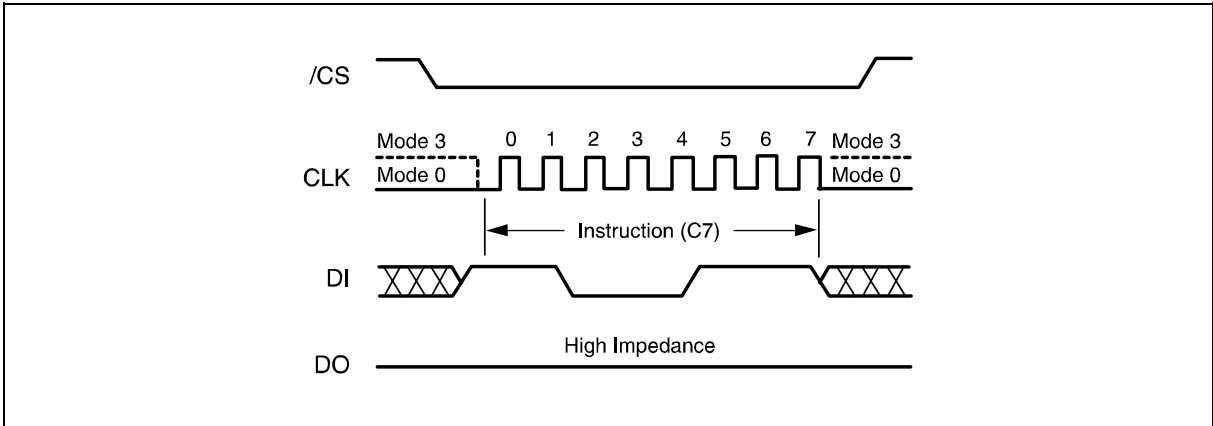 /CS
Mode 3 0 1 2 3 4 5 6 7 Mode 3
CLK Mode 0 Mode 0
Instruction (C7)
DI
High Impedance
DO